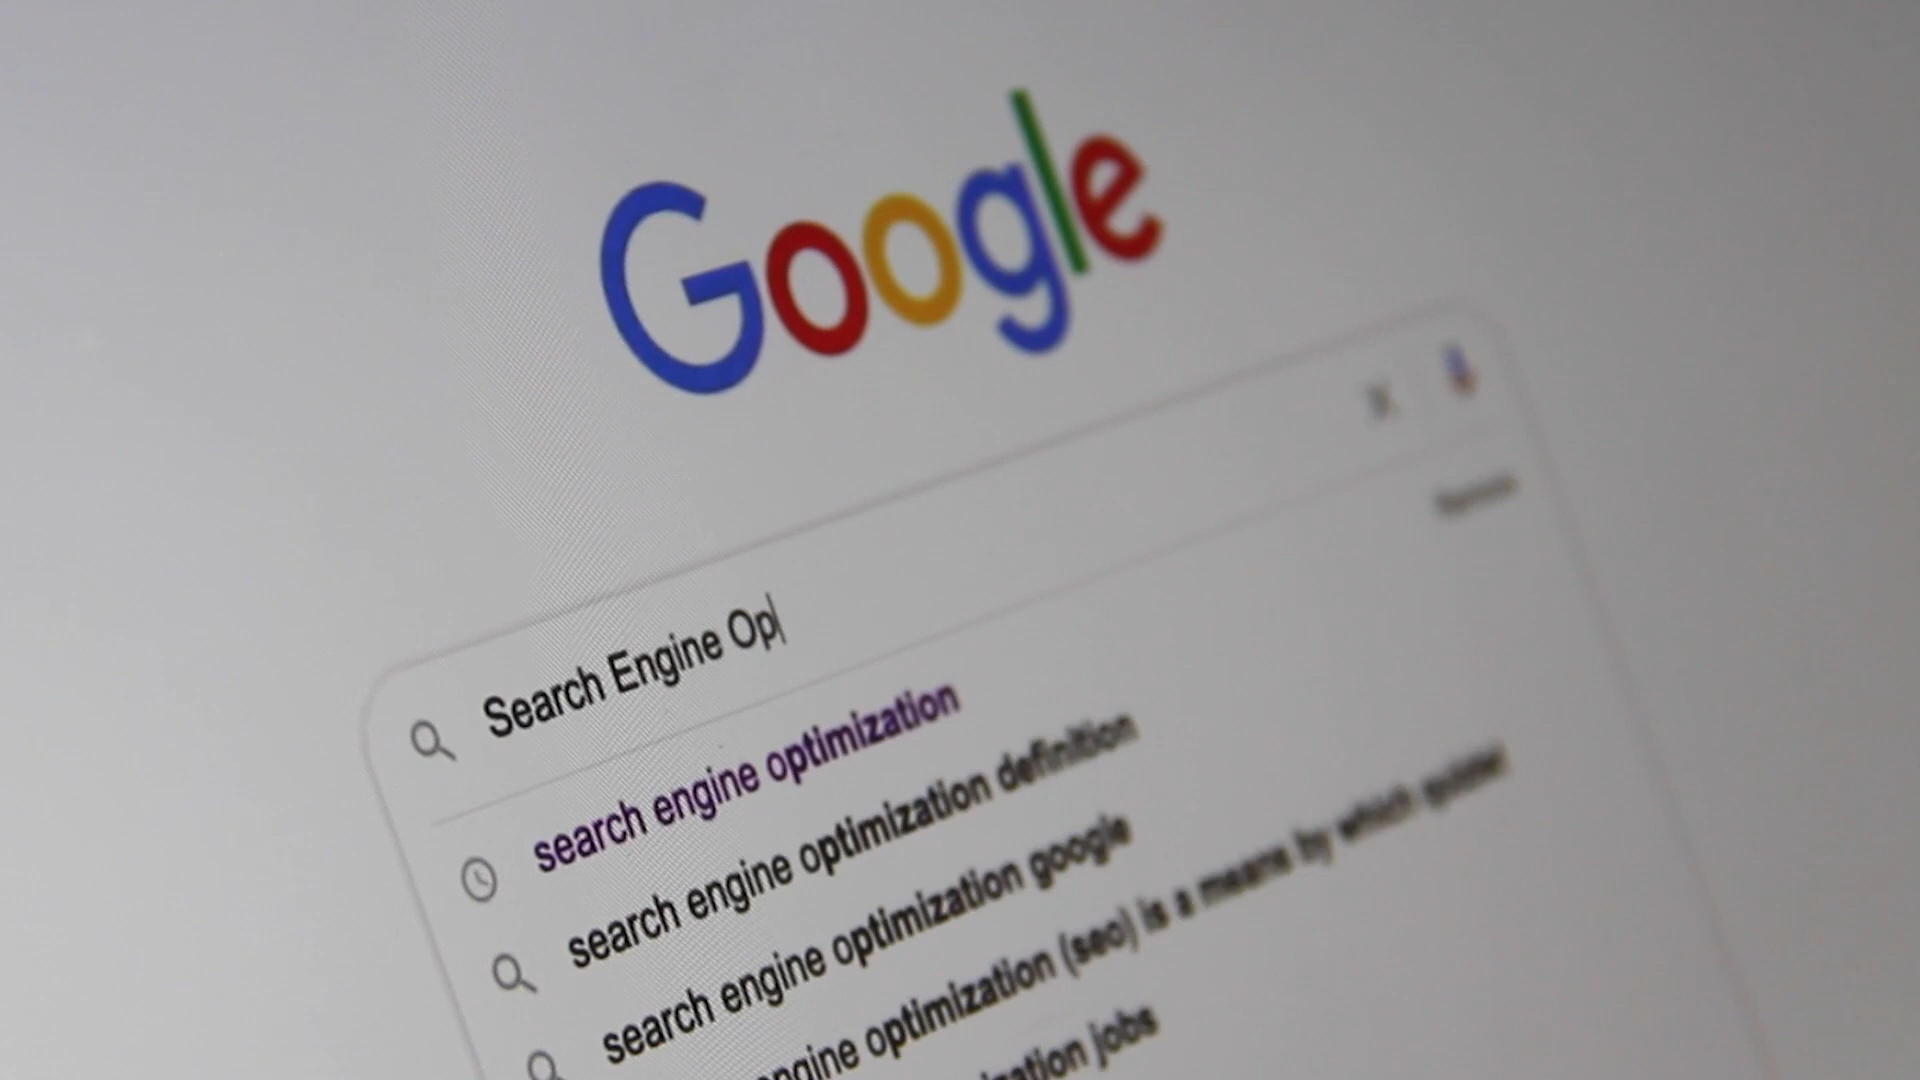 Google
Search Engine Op
search engine optimization
search engine optimization definition
search engine optimization google
engine optimization (seo) is a means by which
jobs